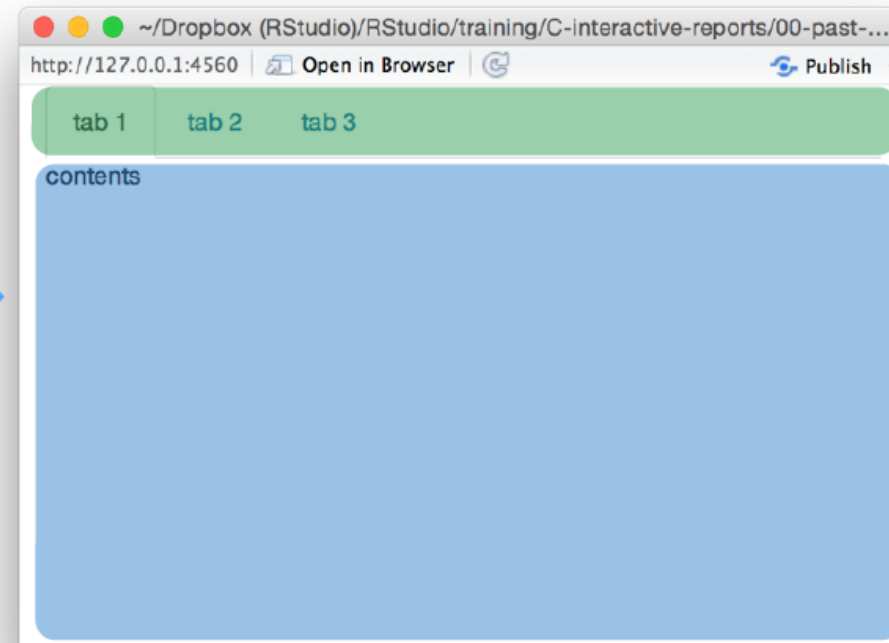 ~/Dropbox (RStudio)/RStudio/training/C-interactive-reports/00-past-...
http://127.0.0.1:4560 Open in Browser Publish
tab 1 tab 2 tab 3
contents